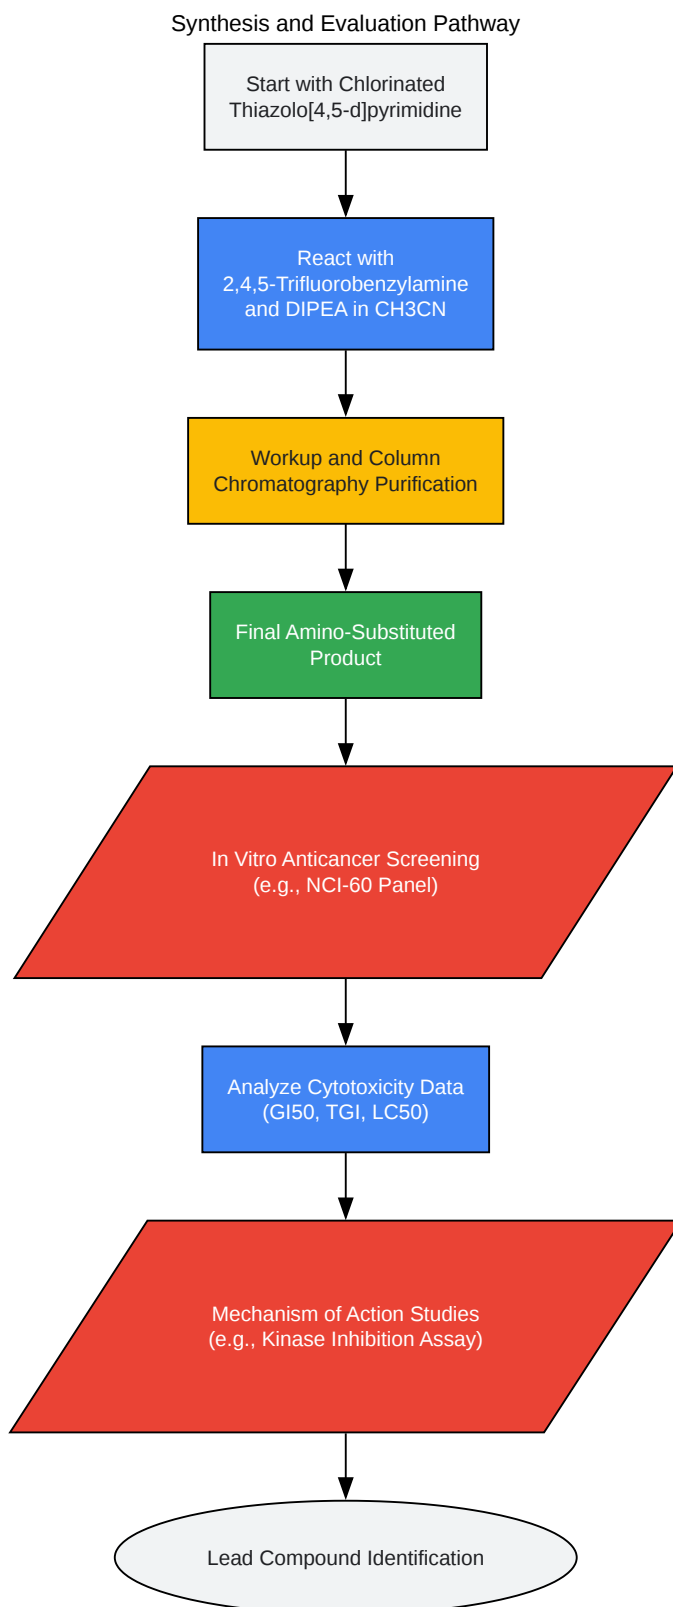 Synthesis and Evaluation Pathway
Start with Chlorinated
Thiazolo[4,5-d]pyrimidine
React with
2,4,5-Trifluorobenzylamine
and DIPEA in CH3CN
Workup and Column
Chromatography Purification
Final Amino-Substituted
Product
In Vitro Anticancer Screening
(e.g., NCI-60 Panel)
Analyze Cytotoxicity Data
(GI50, TGI, LC50)
Mechanism of Action Studies
(e.g., Kinase Inhibition Assay)
Lead Compound Identification